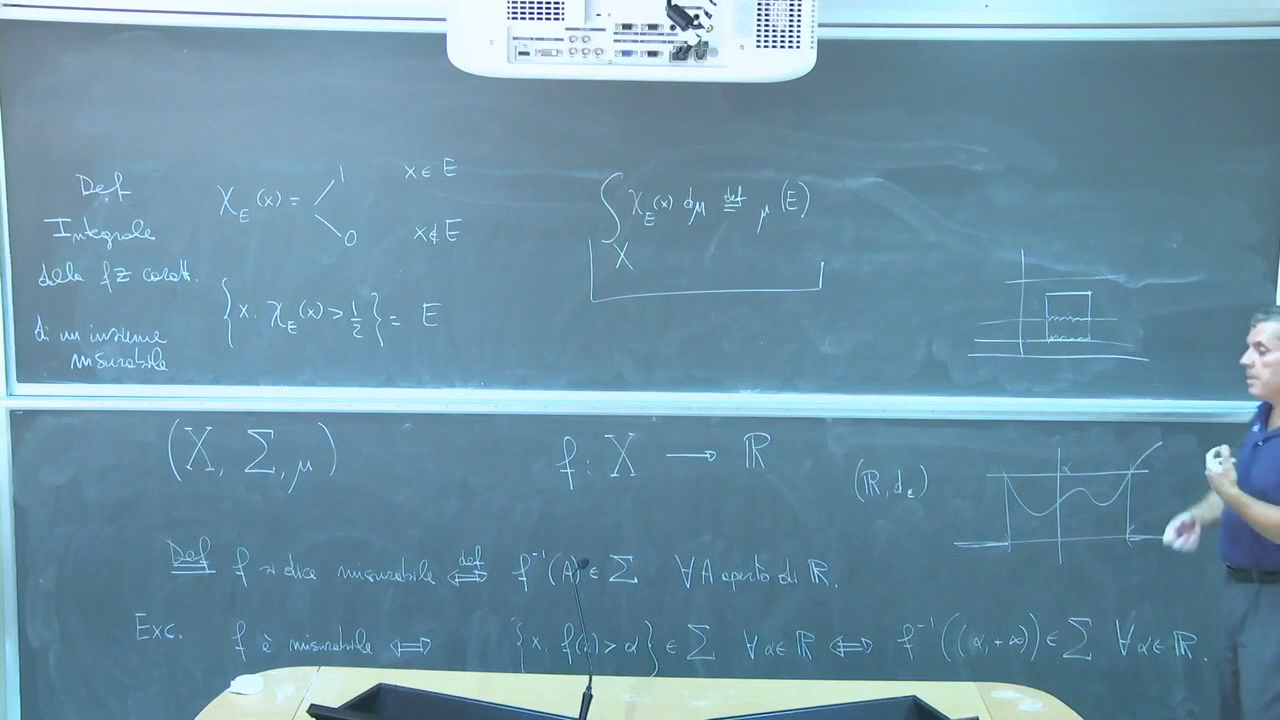 Def
Integrale
della fz caratt.
di un insieme
misurabile
χ_E(x) = 1 x∈E
0 x∉E
{x. χ_E(x) > 1/2} = E
∫_X χ_E(x) dμ def= μ(E)
(X, Σ, μ) f: X → ℝ (ℝ, d_ε)
α
Def f si dice misurabile ⇔def f⁻¹(A) ∈ Σ ∀ A aperto di ℝ.
Exc. f è misurabile ⇔ {x. f(x) > α} ∈ Σ ∀ α∈ℝ ⇔ f⁻¹((α, +∞)) ∈ Σ ∀ α∈ℝ.